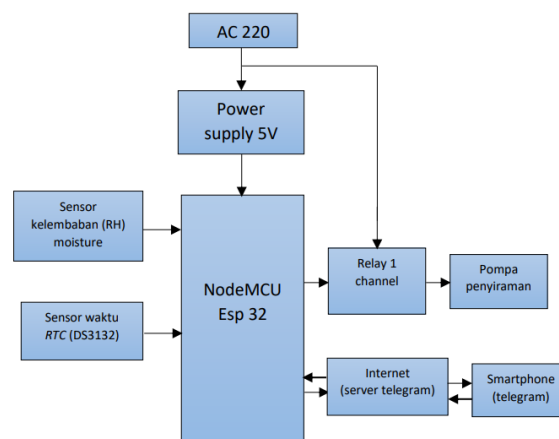 AC 220
Power
supply 5V
Sensor
kelembaban (RH)
moisture
NodeMCU
Esp 32
Relay 1
channel
Pompa
penyiraman
Sensor waktu
RTC (DS3132)
Internet
(server telegram)
Smartphone
(telegram)